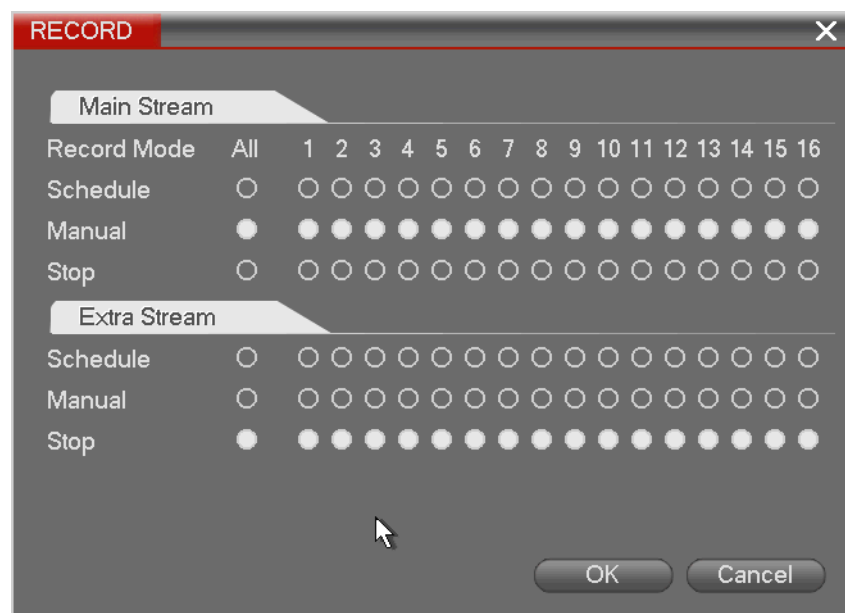 RECORD
Main Stream
Record Mode All 1 2 3 4 5 6 7 8 9 10 11 12 13 14 15 16
Schedule
Manual
Stop
Extra Stream
Schedule
Manual
Stop
OK Cancel